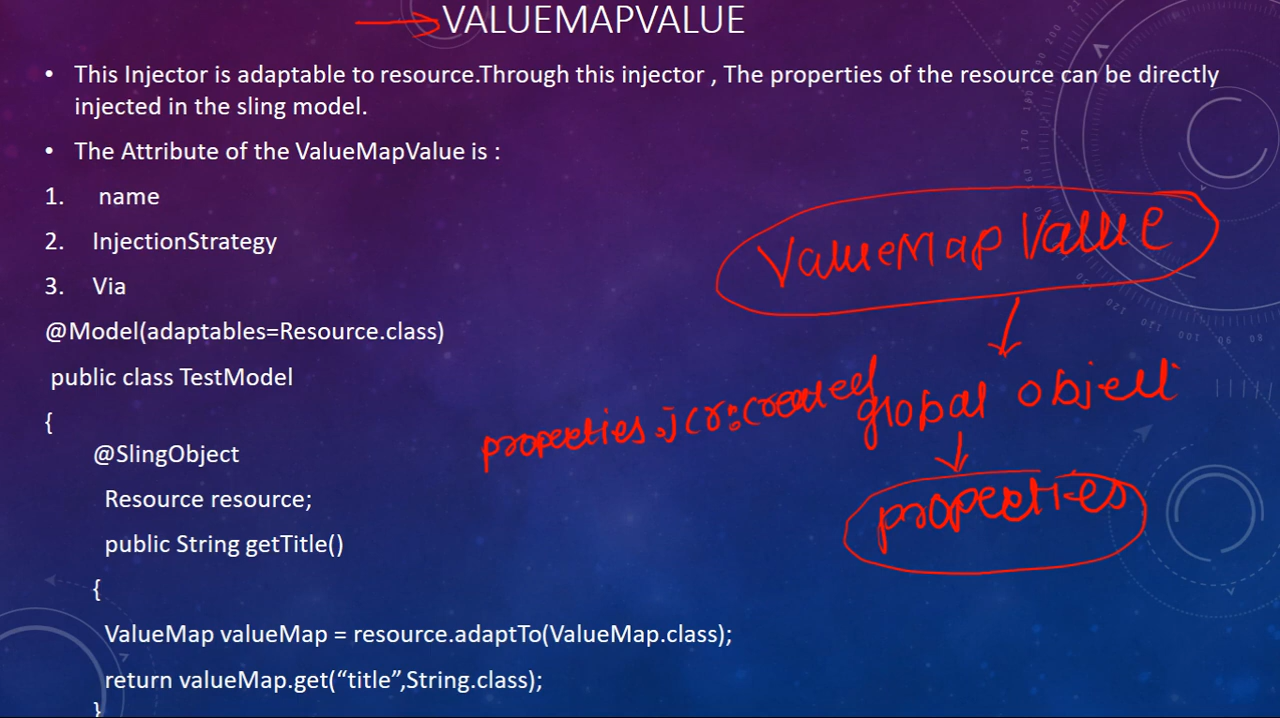 VALUEMAPVALUE
• This Injector is adaptable to resource.Through this injector , The properties of the resource can be directly
injected in the sling model.
• The Attribute of the ValueMapValue is :
1. name
2. InjectionStrategy
3. Via
@Model(adaptables=Resource.class)
public class TestModel
{
@SlingObject
Resource resource;
public String getTitle()
{
ValueMap valueMap = resource.adaptTo(ValueMap.class);
return valueMap.get(“title”,String.class);
}
ValueMap Value
global object
properties.jcr:created
properties